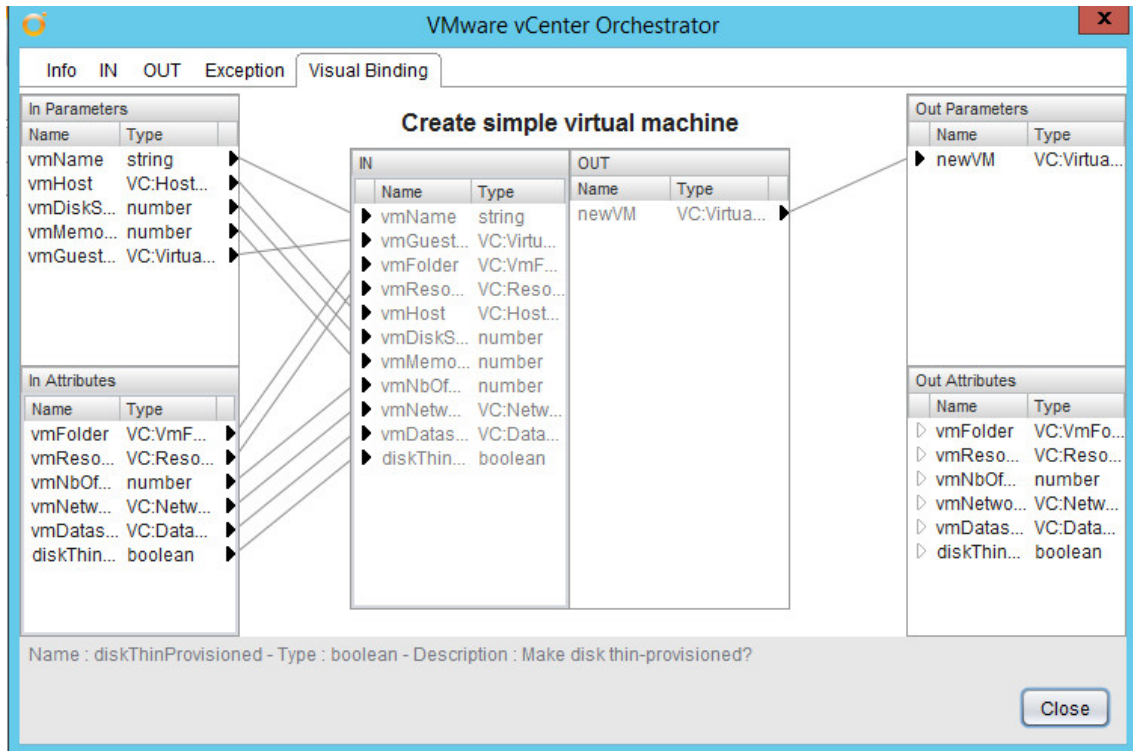 VMware vCenter Orchestrator
x
Info IN OUT Exception Visual Binding
In Parameters
Name Type
vmName string
vmHost VC:Host...
vmDiskS... number
vmMemo... number
vmGuest... VC:Virtua...
In Attributes
Name Type
vmFolder VC:VmF...
vmReso... VC:Reso...
vmNbOf... number
vmNetw... VC:Netw...
vmDatas... VC:Data...
diskThin... boolean
Create simple virtual machine
IN
Name Type
vmName string
vmGuest... VC:Virtu...
vmFolder VC:VmF...
vmReso... VC:Reso...
vmHost VC:Host...
vmDiskS... number
vmMemo... number
vmNbOf... number
vmNetw... VC:Netw...
vmDatas... VC:Data...
diskThin... boolean
OUT
Name Type
newVM VC:Virtua...
Out Parameters
Name Type
newVM VC:Virtua...
Out Attributes
Name Type
vmFolder VC:VmFo...
vmReso... VC:Reso...
vmNbOf... number
vmNetwo... VC:Netw...
vmDatas... VC:Data...
diskThin... boolean
Name : diskThinProvisioned - Type : boolean - Description : Make disk thin-provisioned?
Close